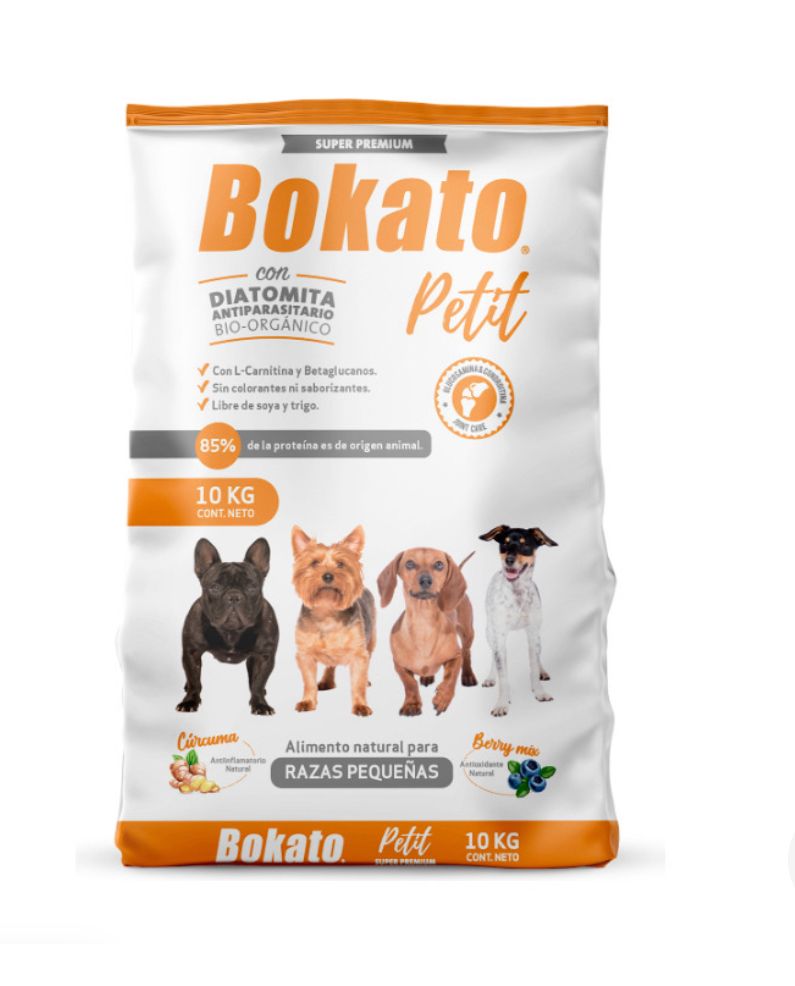 SUPER PREMIUM
Bokato®
Petit
con
DIATOMITA
ANTIPARASITARIO
BIO-ORGÁNICO
Con L-Carnitina y Betaglucanos.
Sin colorantes ni saborizantes.
Libre de soya y trigo.
GLUCOSAMINA & CONDROITINA
JOINT CARE
85% de la proteína es de origen animal.
10 KG
CONT. NETO
Cúrcuma
Antiinflamatorio
Natural
Alimento natural para
RAZAS PEQUEÑAS
Berry mix
Antioxidante
Natural
Bokato®
Petit
SUPER PREMIUM
10 KG
CONT. NETO